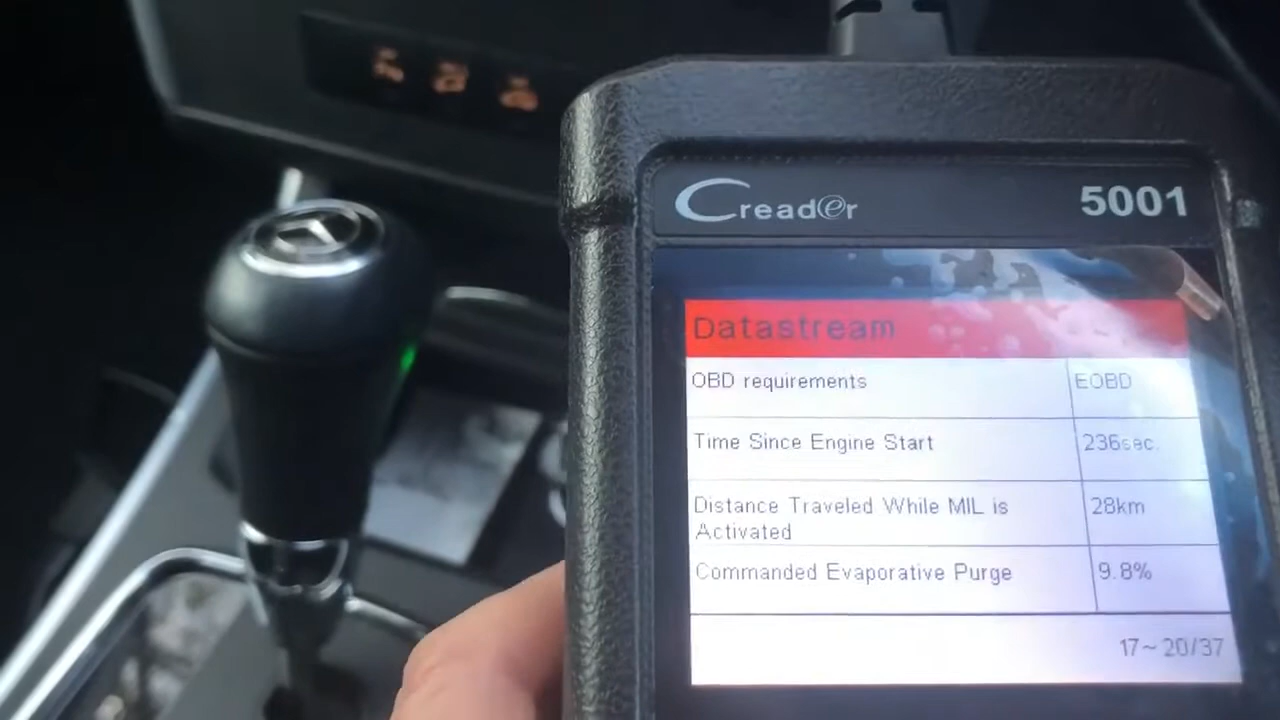 Creader 5001
Datastream
OBD requirements EOBD
Time Since Engine Start 236sec.
Distance Traveled While MIL is 28km
Activated
Commanded Evaporative Purge 9.8%
17~20/37